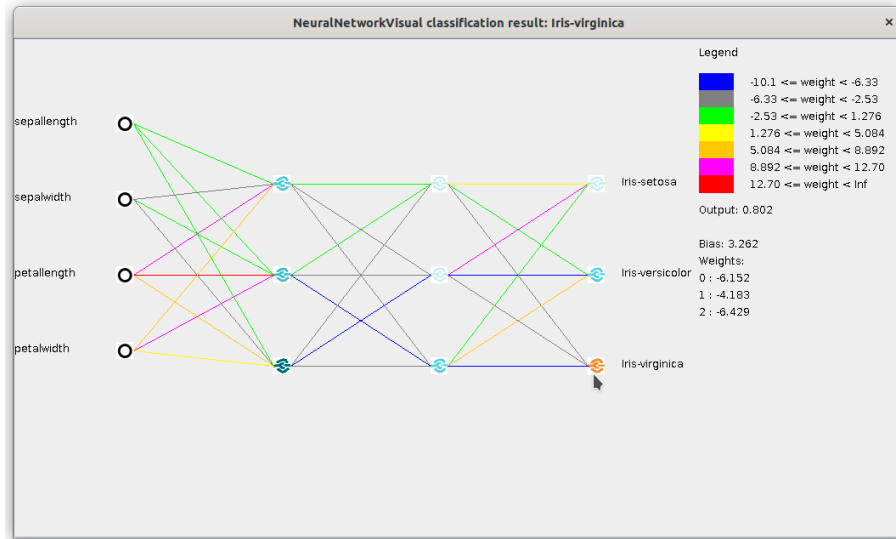 NeuralNetworkVisual classification result: Iris-virginica
×
sepallength
sepalwidth
petallength
petalwidth
Iris-setosa
Iris-versicolor
Iris-virginica
Legend
-10.1 <= weight < -6.33
-6.33 <= weight < -2.53
-2.53 <= weight < 1.276
1.276 <= weight < 5.084
5.084 <= weight < 8.892
8.892 <= weight < 12.70
12.70 <= weight < Inf
Output: 0.802
Bias: 3.262
Weights:
0 : -6.152
1 : -4.183
2 : -6.429